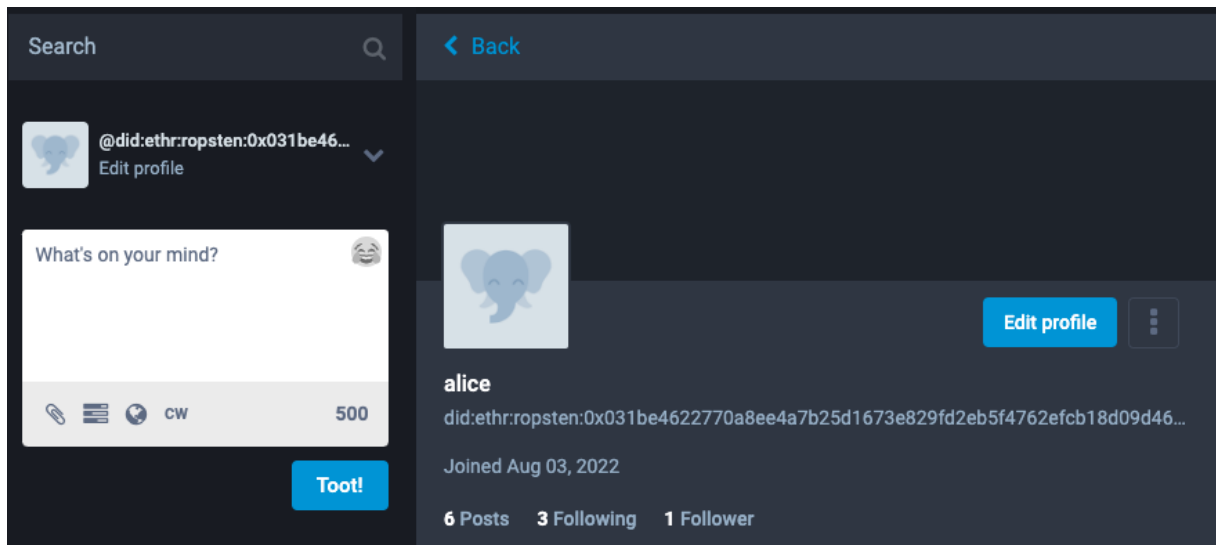 Search
@did:ethr:ropsten:0x031be46...
Edit profile
What's on your mind?
CW
500
Toot!
Back
Edit profile
alice
did:ethr:ropsten:0x031be4622770a8ee4a7b25d1673e829fd2eb5f4762efcb18d09d46...
Joined Aug 03, 2022
6 Posts 3 Following 1 Follower